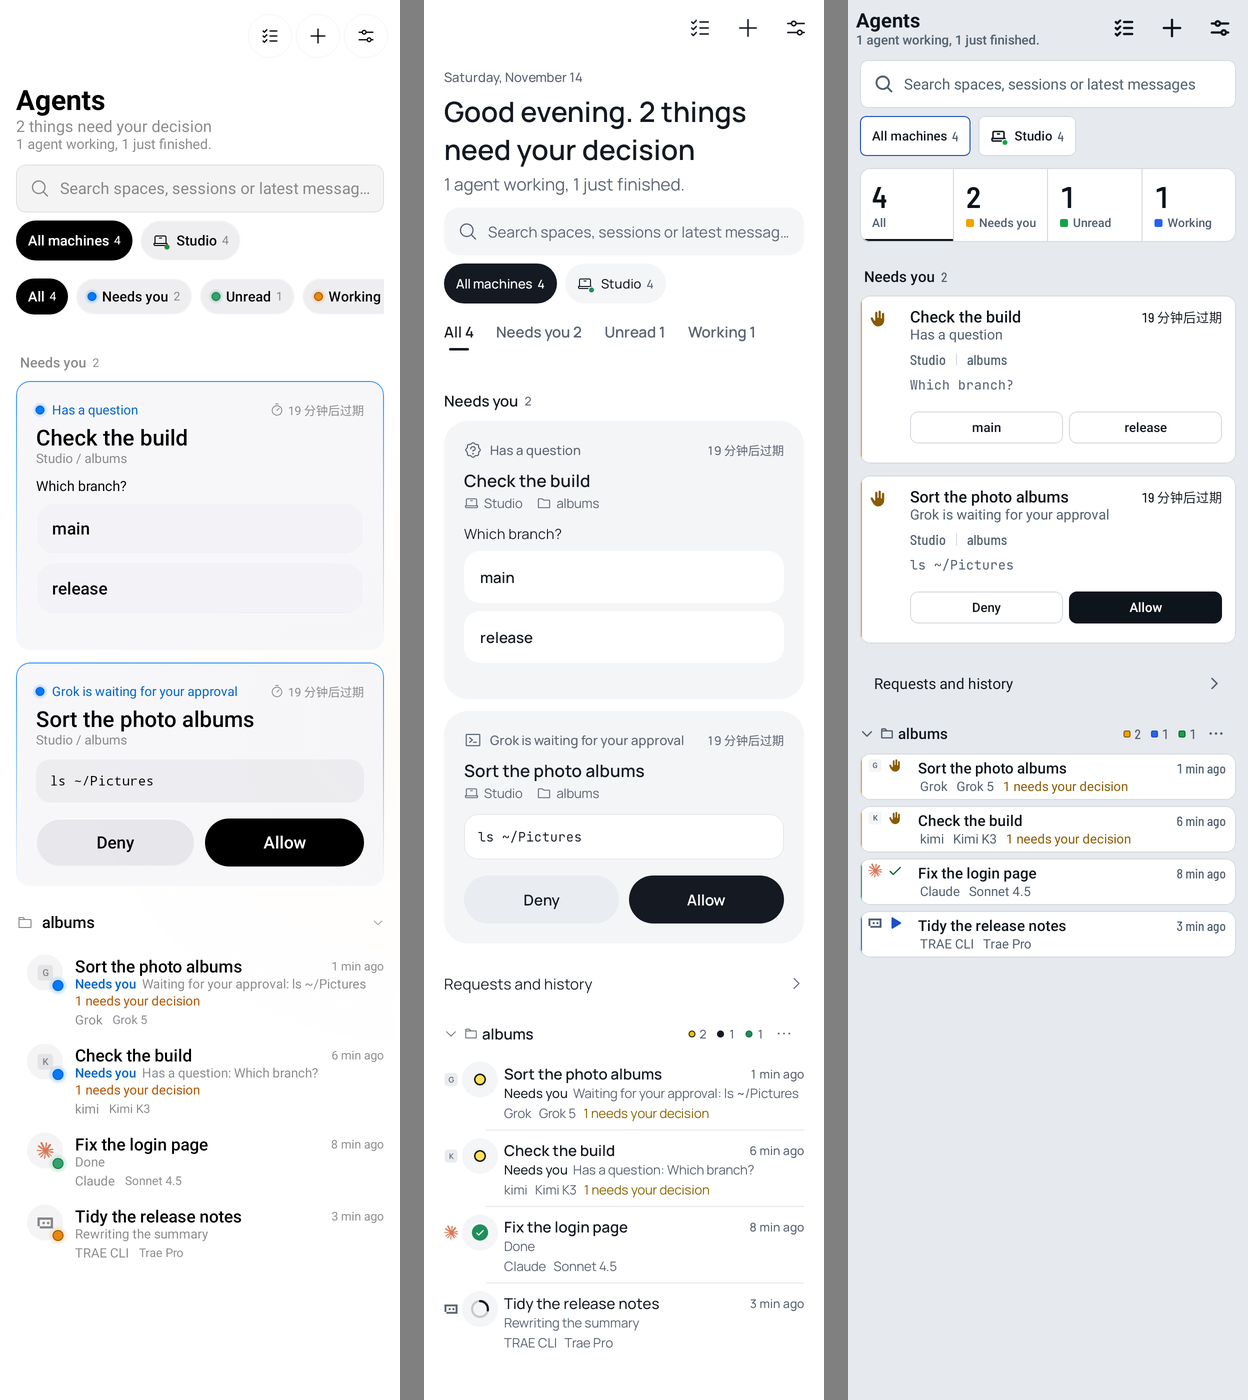 Agents
2 things need your decision
1 agent working, 1 just finished.
Search spaces, sessions or latest messag...
All machines 4
Studio 4
All 4
Needs you 2
Unread 1
Working
Needs you 2
Has a question
19 分钟后过期
Check the build
Studio / albums
Which branch?
main
release
Grok is waiting for your approval
19 分钟后过期
Sort the photo albums
Studio / albums
ls ~/Pictures
Deny
Allow
albums
Sort the photo albums
1 min ago
Needs you Waiting for your approval: ls ~/Pictures
1 needs your decision
Grok Grok 5
K
Check the build
6 min ago
Needs you Has a question: Which branch?
1 needs your decision
kimi Kimi K3
Fix the login page
8 min ago
Done
Claude Sonnet 4.5
Tidy the release notes
3 min ago
Rewriting the summary
TRAE CLI Trae Pro
Saturday, November 14
Good evening. 2 things
need your decision
1 agent working, 1 just finished.
Search spaces, sessions or latest messag...
All machines 4
Studio 4
All 4
Needs you 2
Unread 1
Working 1
Needs you 2
Has a question
19 分钟后过期
Check the build
Studio albums
Which branch?
main
release
Grok is waiting for your approval
19 分钟后过期
Sort the photo albums
Studio albums
ls ~/Pictures
Deny
Allow
Requests and history
albums
2 1 1
G
Sort the photo albums
1 min ago
Needs you Waiting for your approval: ls ~/Pictures
Grok Grok 5 1 needs your decision
K
Check the build
6 min ago
Needs you Has a question: Which branch?
kimi Kimi K3 1 needs your decision
Fix the login page
8 min ago
Done
Claude Sonnet 4.5
Tidy the release notes
3 min ago
Rewriting the summary
TRAE CLI Trae Pro
Agents
1 agent working, 1 just finished.
Search spaces, sessions or latest messages
All machines 4
Studio 4
4
All
2
Needs you
1
Unread
1
Working
Needs you 2
Check the build
19 分钟后过期
Has a question
Studio albums
Which branch?
main
release
Sort the photo albums
19 分钟后过期
Grok is waiting for your approval
Studio albums
ls ~/Pictures
Deny
Allow
Requests and history
albums
2 1 1
G
Sort the photo albums
1 min ago
Grok Grok 5 1 needs your decision
K
Check the build
6 min ago
kimi Kimi K3 1 needs your decision
Fix the login page
8 min ago
Claude Sonnet 4.5
Tidy the release notes
3 min ago
TRAE CLI Trae Pro